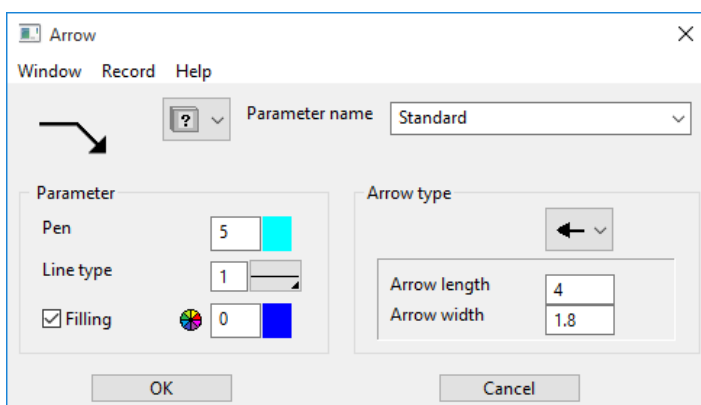 Arrow
Window Record Help
Parameter name Standard
Parameter
Pen 5
Line type 1
Filling 0
Arrow type
Arrow length 4
Arrow width 1.8
OK Cancel